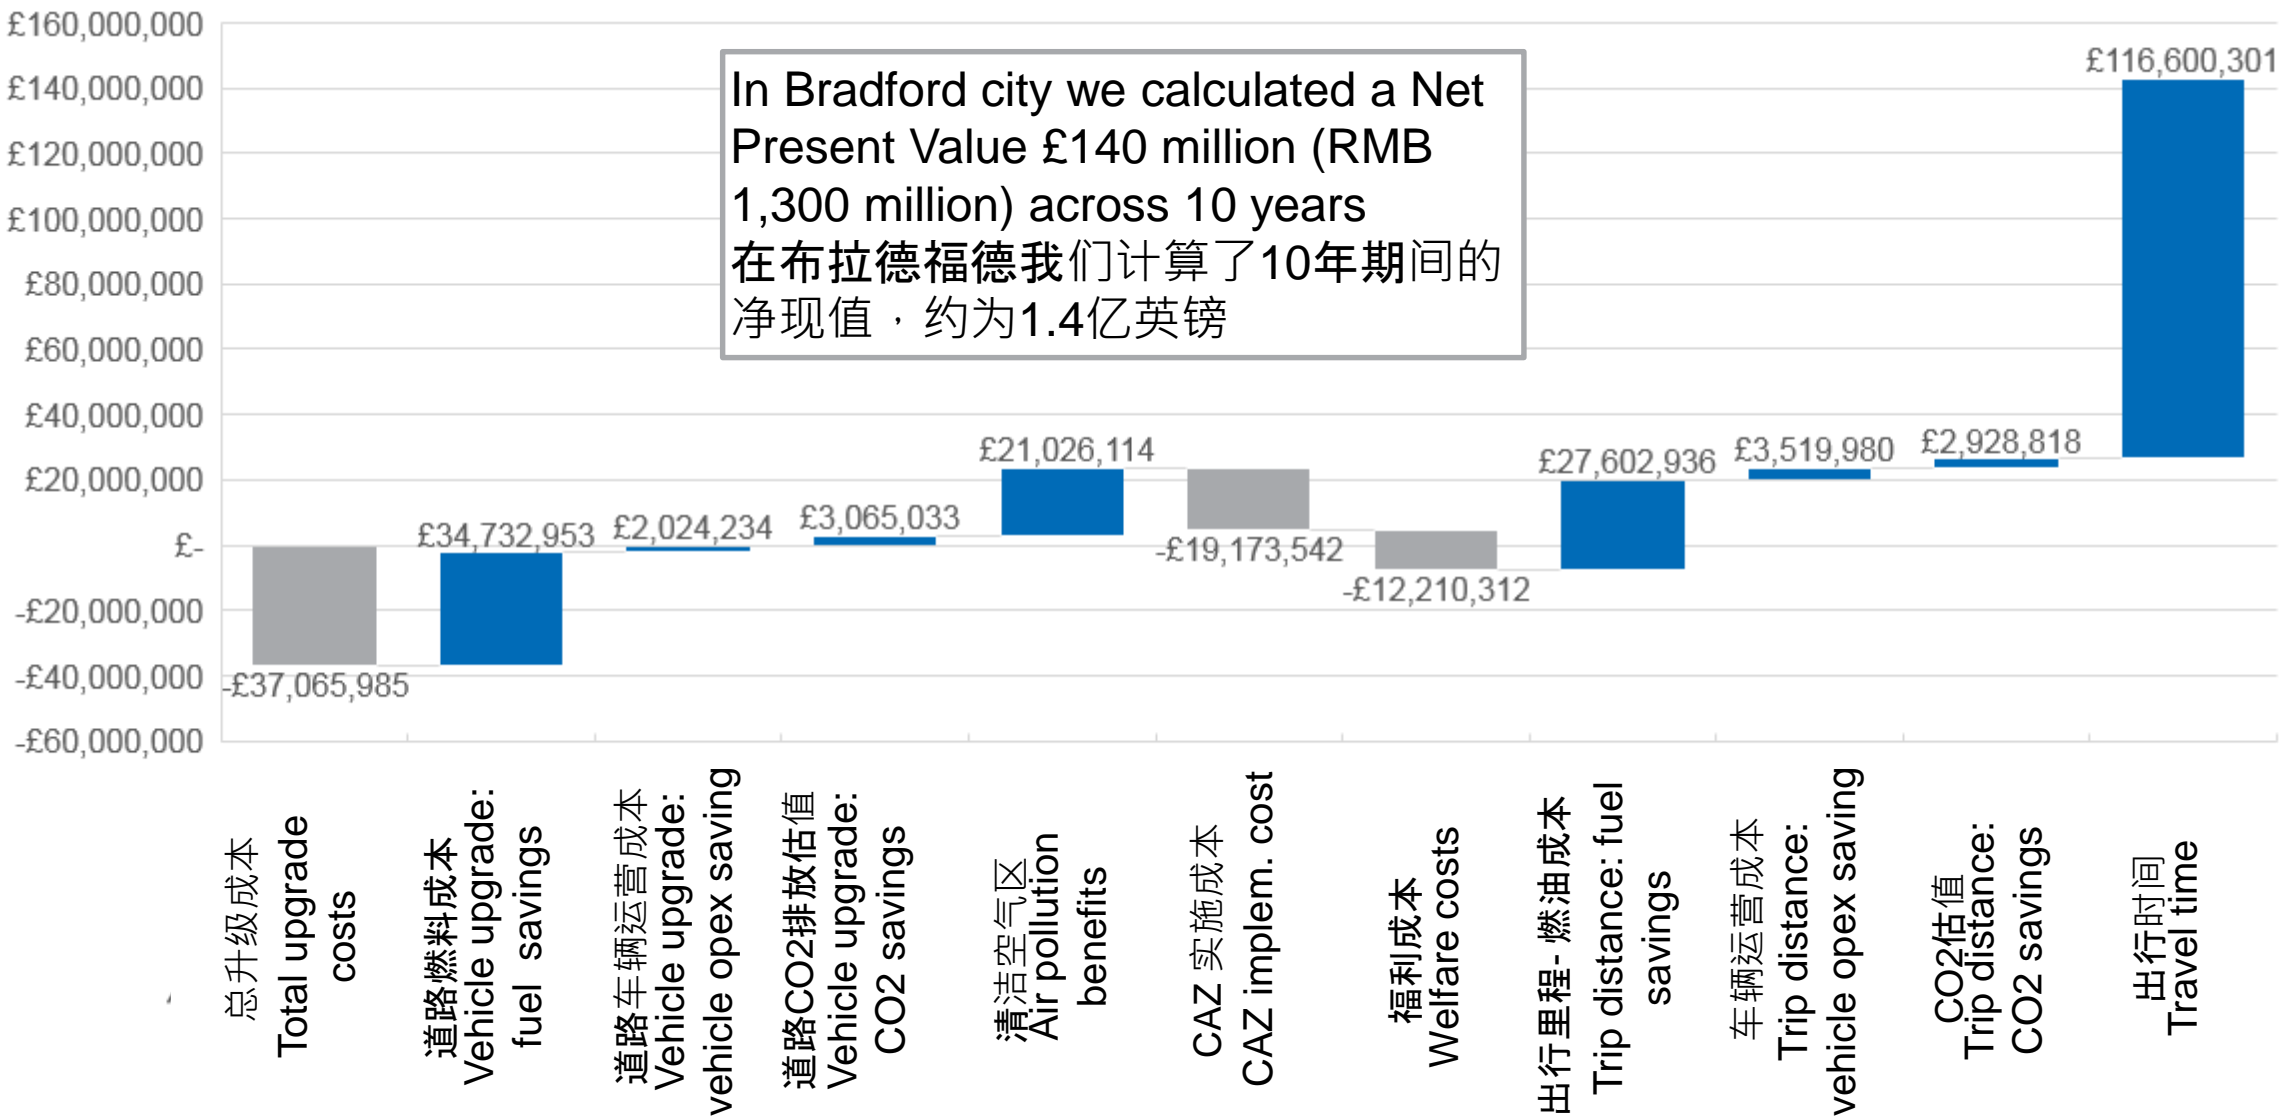 £160,000,000
£140,000,000
£120,000,000
£100,000,000
£80,000,000
£60,000,000
£40,000,000
£20,000,000
£-
-£20,000,000
-£40,000,000
-£60,000,000
In Bradford city we calculated a Net
Present Value £140 million (RMB
1,300 million) across 10 years
在布拉德福德我们计算了10年期间的
净现值，约为1.4亿英镑
-£37,065,985
£34,732,953
£2,024,234
£3,065,033
£21,026,114
-£19,173,542
-£12,210,312
£27,602,936
£3,519,980
£2,928,818
£116,600,301
总升级成本
Total upgrade
costs
道路燃料成本
Vehicle upgrade:
fuel savings
道路车辆运营成本
Vehicle upgrade:
vehicle opex saving
道路CO2排放估值
Vehicle upgrade:
CO2 savings
清洁空气区
Air pollution
benefits
CAZ 实施成本
CAZ implem. cost
福利成本
Welfare costs
出行里程- 燃油成本
Trip distance: fuel
savings
车辆运营成本
Trip distance:
vehicle opex saving
CO2估值
Trip distance:
CO2 savings
出行时间
Travel time